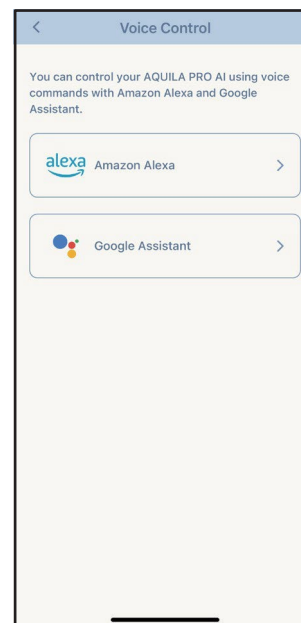 Voice Control
You can control your AQUILA PRO AI using voice
commands with Amazon Alexa and Google
Assistant.
alexa Amazon Alexa
Google Assistant